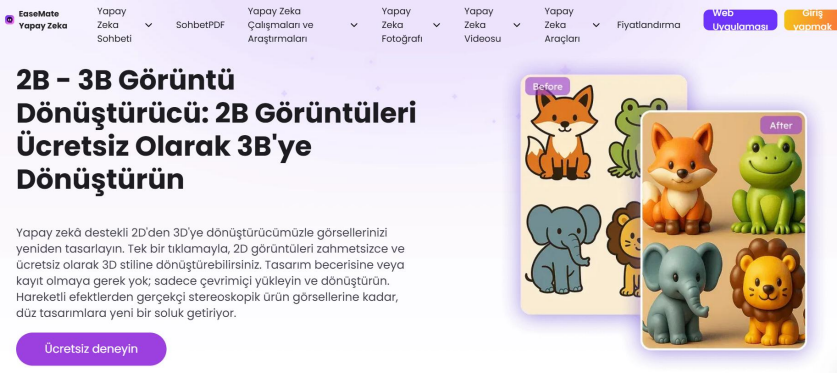 EaseMate
Yapay Zeka
Yapay
Zeka
Sohbeti
SohbetPDF
Yapay Zeka
Çalışmaları ve
Araştırmaları
Yapay
Zeka
Fotoğrafı
Yapay
Zeka
Videosu
Yapay
Zeka
Araçları
Fiyatlandırma
Web
Uygulaması
Giriş
yapmak
2B - 3B Görüntü
Dönüştürücü: 2B Görüntüleri
Ücretsiz Olarak 3B'ye
Dönüştürün
Yapay zekâ destekli 2D'den 3D'ye dönüştürücümüzle görsellerinizi
yeniden tasarlayın. Tek bir tıklamayla, 2D görüntüleri zahmetsizce ve
ücretsiz olarak 3D stiline dönüştürebilirsiniz. Tasarım becerisine veya
kayıt olmaya gerek yok; sadece çevrimiçi yükleyin ve dönüştürün.
Hareketli efektlerden gerçekçi stereoskopik ürün görsellerine kadar,
düz tasarımlara yeni bir soluk getiriyor.
Ücretsiz deneyin
Before
After